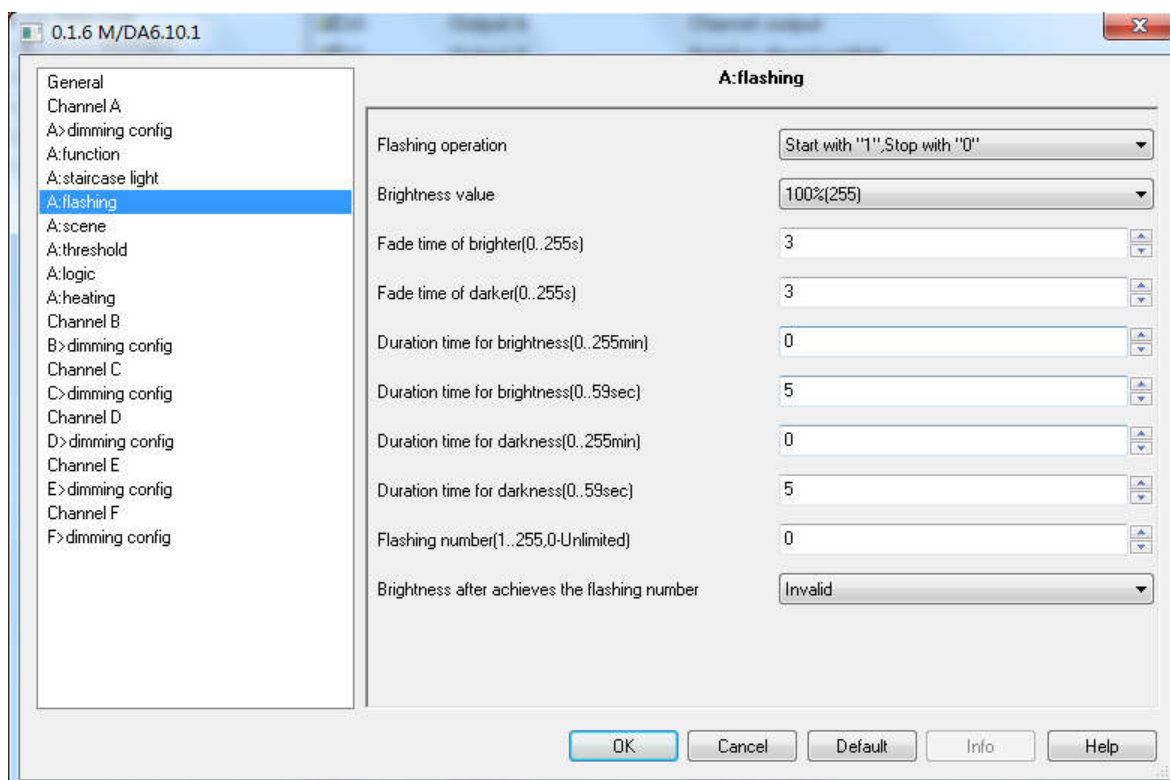 0.1.6 M/DA6.10.1
General
Channel A
A>dimming config
A:function
A:staircase light
A:flashing
A:scene
A:threshold
A:logic
A:heating
Channel B
B>dimming config
Channel C
C>dimming config
Channel D
D>dimming config
Channel E
E>dimming config
Channel F
F>dimming config
A:flashing
Flashing operation Start with "1",Stop with "0"
Brightness value 100%(255)
Fade time of brighter(0..255s) 3
Fade time of darker(0..255s) 3
Duration time for brightness(0..255min) 0
Duration time for brightness(0..59sec) 5
Duration time for darkness(0..255min) 0
Duration time for darkness(0..59sec) 5
Flashing number(1..255,0-Unlimited) 0
Brightness after achieves the flashing number Invalid
OK Cancel Default Info Help